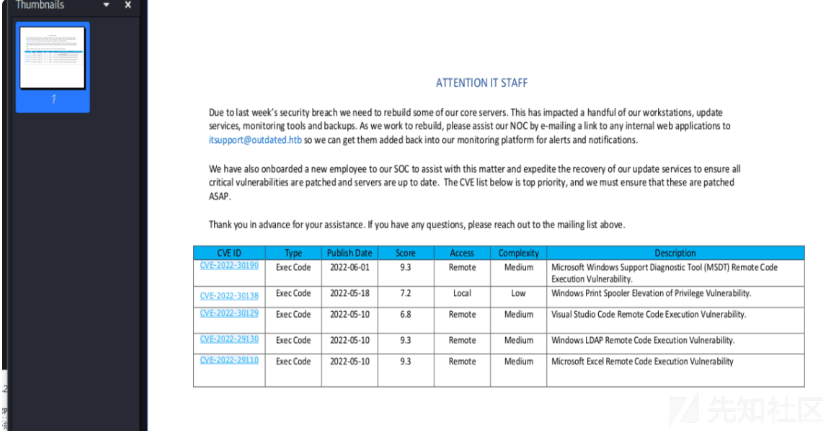 Thumbnails
1
ATTENTION IT STAFF
Due to last week's security breach we need to rebuild some of our core servers. This has impacted a handful of our workstations, update
services, monitoring tools and backups. As we work to rebuild, please assist our NOC by e-mailing a link to any internal web applications to
itsupport@outdated.htb so we can get them added back into our monitoring platform for alerts and notifications.
We have also onboarded a new employee to our SOC to assist with this matter and expedite the recovery of our update services to ensure all
critical vulnerabilities are patched and servers are up to date. The CVE list below is top priority, and we must ensure that these are patched
ASAP.
Thank you in advance for your assistance. If you have any questions, please reach out to the mailing list above.
CVE ID Type Publish Date Score Access Complexity Description
CVE-2022-30190 Exec Code 2022-06-01 9.3 Remote Medium Microsoft Windows Support Diagnostic Tool (MSDT) Remote Code
Execution Vulnerability.
CVE-2022-30138 Exec Code 2022-05-18 7.2 Local Low Windows Print Spooler Elevation of Privilege Vulnerability.
CVE-2022-30129 Exec Code 2022-05-10 6.8 Remote Medium Visual Studio Code Remote Code Execution Vulnerability.
CVE-2022-29130 Exec Code 2022-05-10 9.3 Remote Medium Windows LDAP Remote Code Execution Vulnerability.
CVE-2022-29110 Exec Code 2022-05-10 9.3 Remote Medium Microsoft Excel Remote Code Execution Vulnerability
先知社区